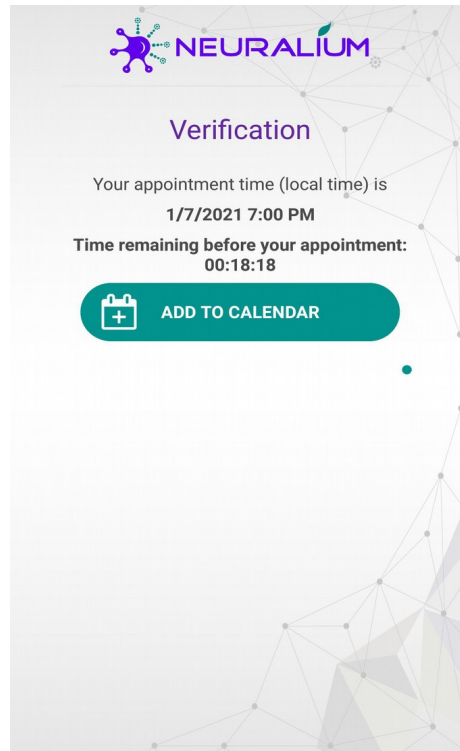 NEURALIUM
Verification
Your appointment time (local time) is
1/7/2021 7:00 PM
Time remaining before your appointment:
00:18:18
ADD TO CALENDAR